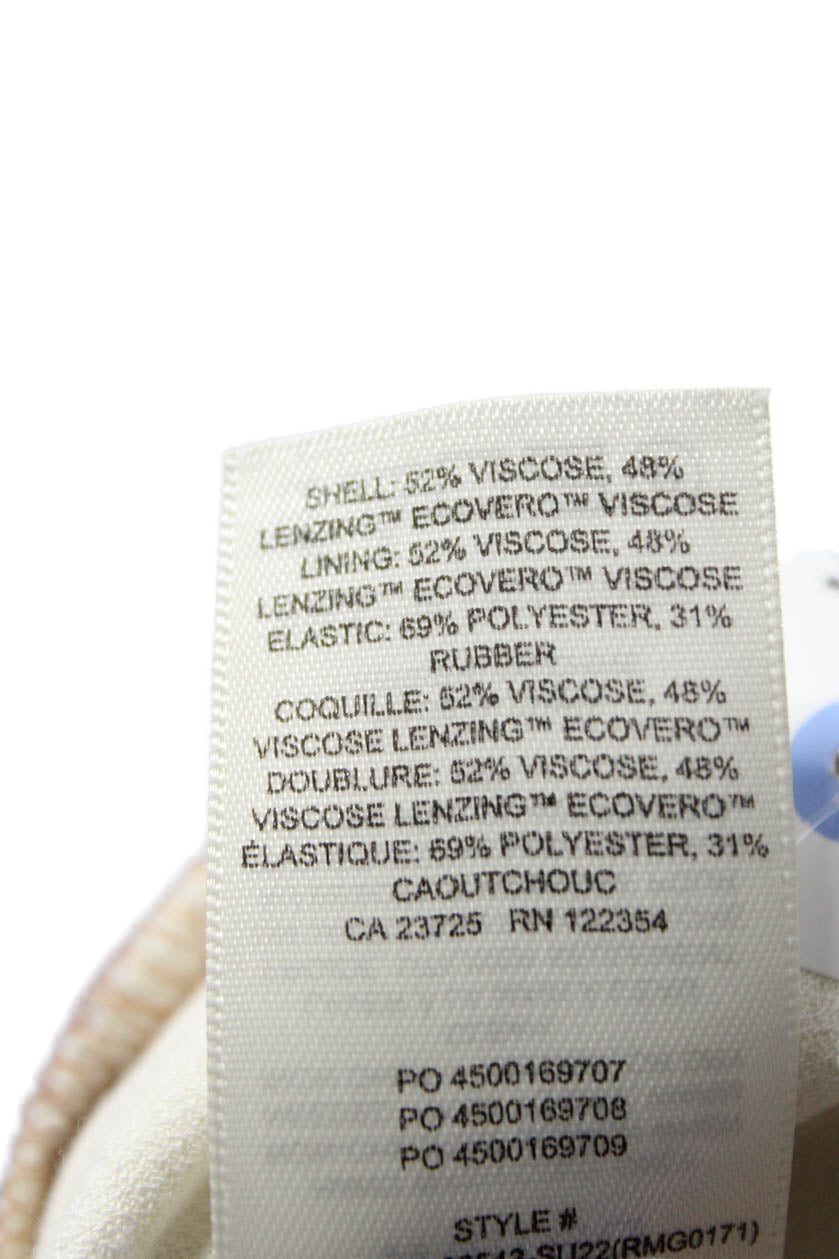 SHELL: 52% VISCOSE, 48%
LENZING™ ECOVERO™ VISCOSE
LINING: 52% VISCOSE, 48%
LENZING™ ECOVERO™ VISCOSE
ELASTIC: 69% POLYESTER, 31%
RUBBER
COQUILLE: 52% VISCOSE, 48%
VISCOSE LENZING™ ECOVERO™
DOUBLURE: 52% VISCOSE, 48%
VISCOSE LENZING™ ECOVERO™
ÉLASTIQUE: 69% POLYESTER, 31%
CAOUTCHOUC
CA 23725 RN 122354
PO 4500169707
PO 4500169708
PO 4500169709
STYLE #